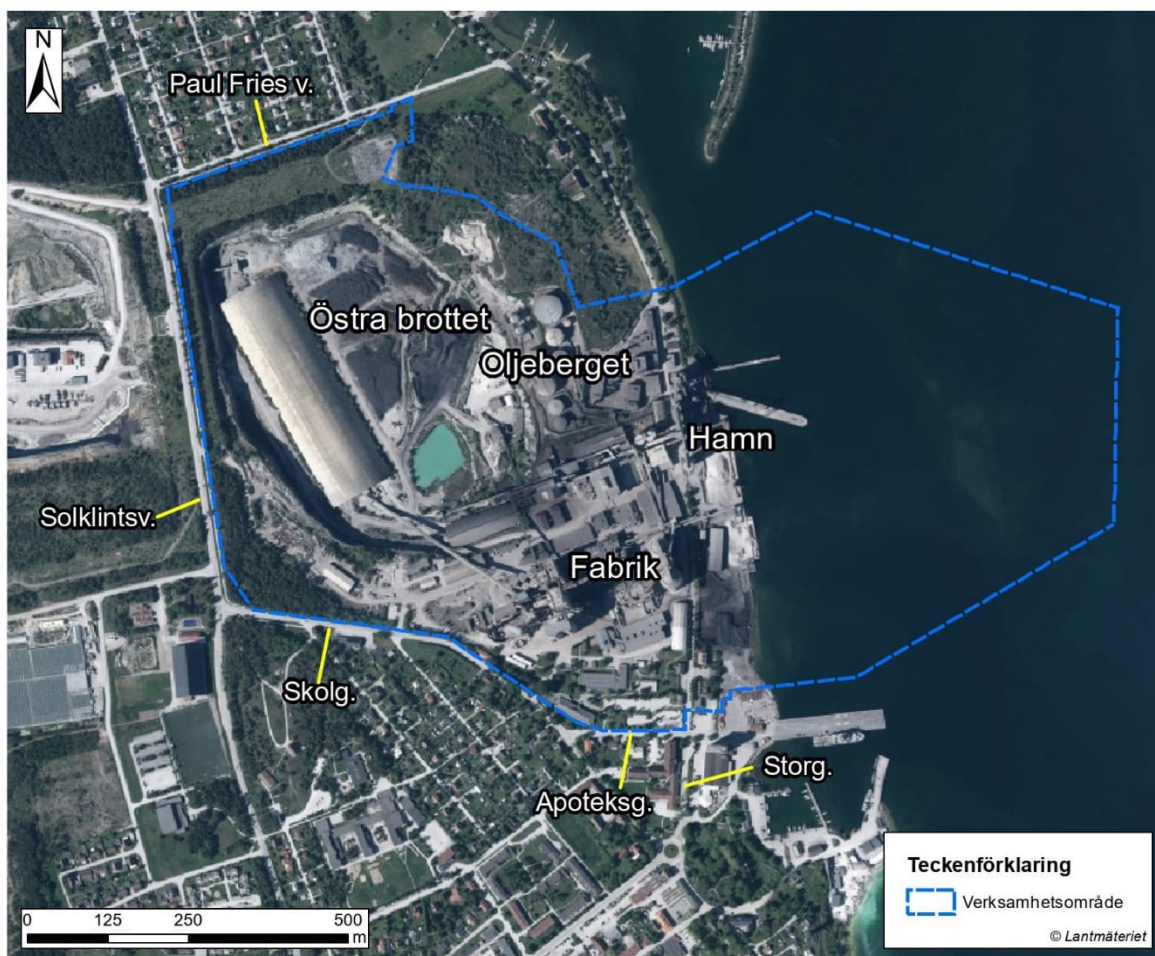 N
Paul Fries v.
Östra brottet
Oljeberget
Hamn
Solklintsv.
Fabrik
Skolg.
Storg.
Apoteksg.
Teckenförklaring
Verksamhetsområde
© Lantmäteriet
0 125 250 500
m